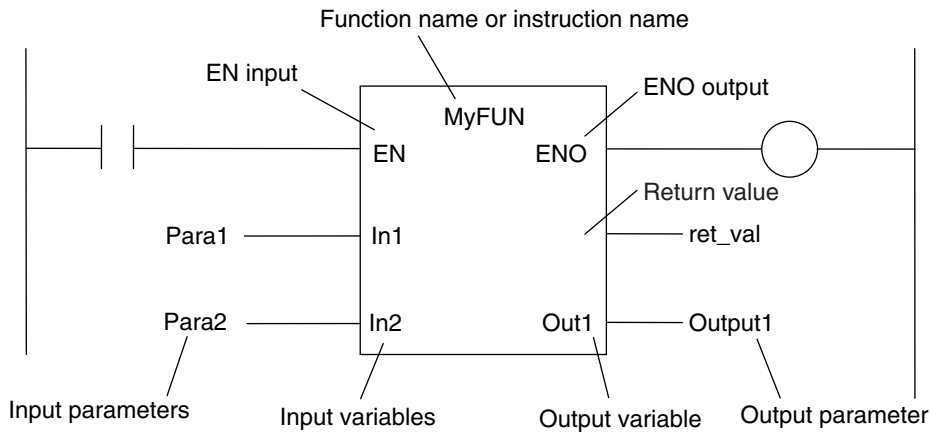 Function name or instruction name
EN input
ENO output
MyFUN
EN
ENO
Return value
Para1
In1
ret_val
Para2
In2
Out1
Output1
Input parameters
Input variables
Output variable
Output parameter